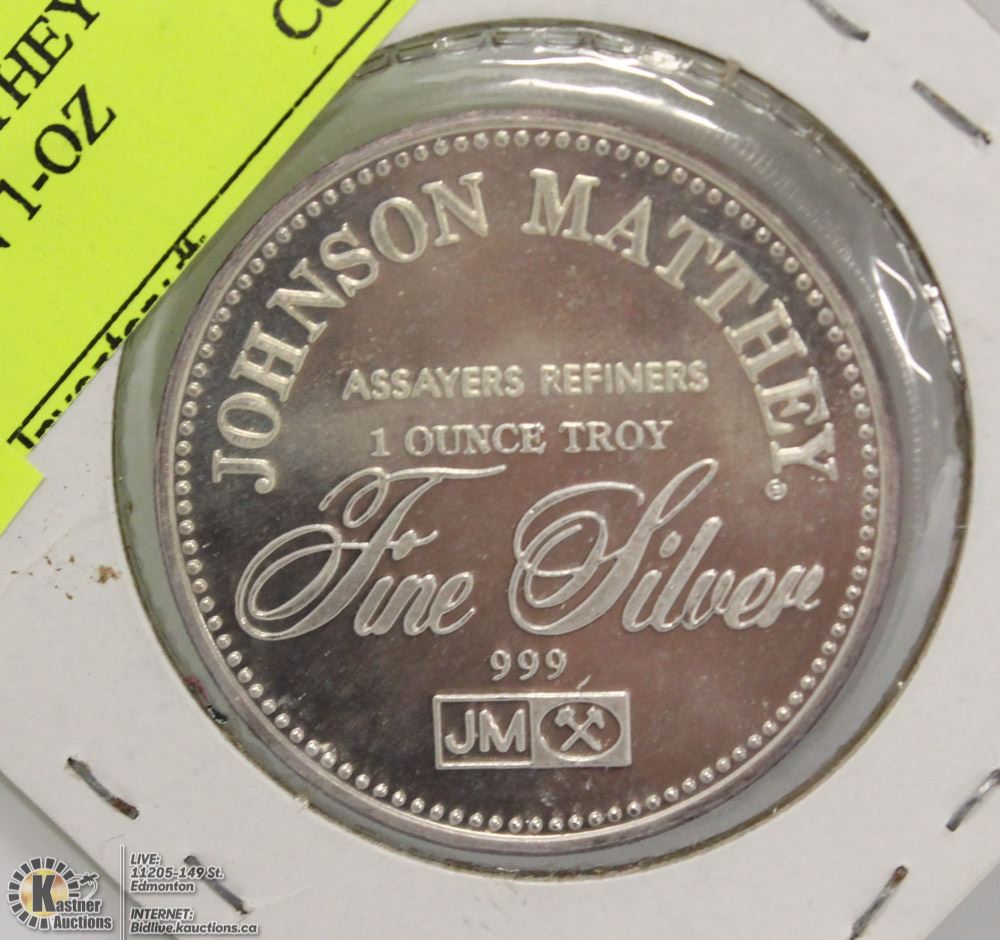 HEY
1-OZ
JOHNSON MATTHEY®
ASSAYERS REFINERS
1 OUNCE TROY
Fine Silver
999
JM
Kastner
Auctions
LIVE:
11205-149 St.
Edmonton
INTERNET:
Bidlive.kauctions.ca